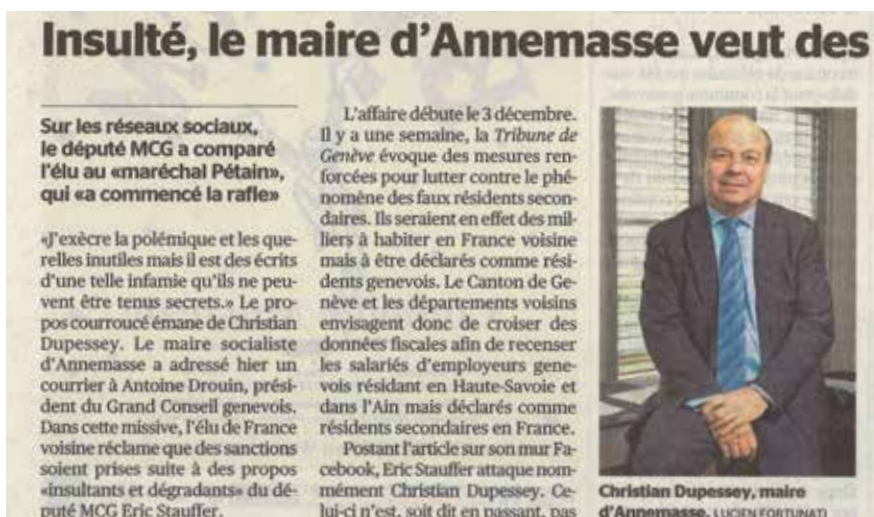 Insulté, le maire d'Annemasse veut des
Sur les réseaux sociaux,
le député MCG a comparé
l'élu au «maréchal Pétain»,
qui «a commencé la rafle»
«J'exècre la polémique et les que-
relles inutiles mais il est des écrits
d'une telle infamie qu'ils ne peu-
vent être tenus secrets.» Le pro-
pos courroucé émane de Christian
Dupessey. Le maire socialiste
d'Annemasse a adressé hier un
courrier à Antoine Drouin, prési-
dent du Grand Conseil genevois.
Dans cette missive, l'élu de France
voisine réclame que des sanctions
soient prises suite à des propos
«insultants et dégradants» du dé-
puté MCG Eric Stauffer.
L'affaire débute le 3 décembre.
Il y a une semaine, la Tribune de
Genève évoque des mesures ren-
forcées pour lutter contre le phé-
nomène des faux résidents secon-
daires. Ils seraient en effet des mil-
liers à habiter en France voisine
mais à être déclarés comme rési-
dents genevois. Le Canton de Ge-
nève et les départements voisins
envisagent donc de croiser des
données fiscales afin de recenser
les salariés d'employeurs gene-
vois résidant en Haute-Savoie et
dans l'Ain mais déclarés comme
résidents secondaires en France.
Postant l'article sur son mur Fa-
cebook, Eric Stauffer attaque nom-
mément Christian Dupessey. Ce-
lui-ci n'est, soit dit en passant, pas
Christian Dupessey, maire
d'Annemasse. LUCIEN FORTUNATI